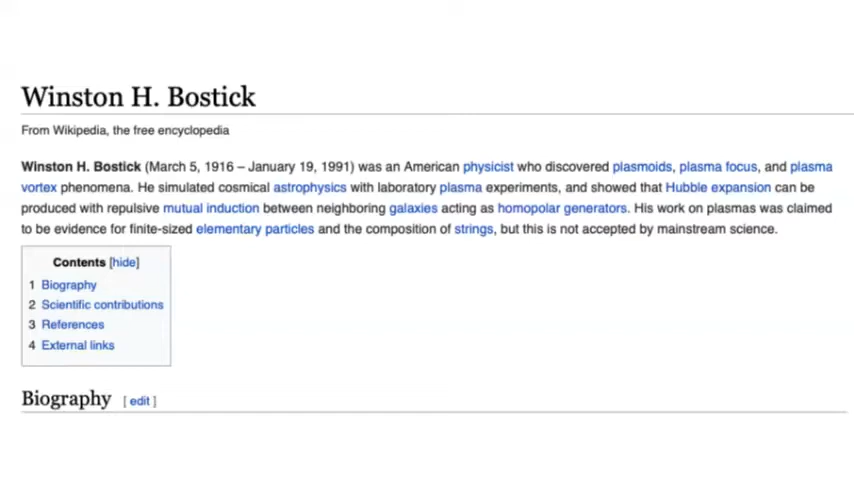 Winston H. Bostick
From Wikipedia, the free encyclopedia
Winston H. Bostick (March 5, 1916 – January 19, 1991) was an American physicist who discovered plasmoids, plasma focus, and plasma
vortex phenomena. He simulated cosmical astrophysics with laboratory plasma experiments, and showed that Hubble expansion can be
produced with repulsive mutual induction between neighboring galaxies acting as homopolar generators. His work on plasmas was claimed
to be evidence for finite-sized elementary particles and the composition of strings, but this is not accepted by mainstream science.
Contents [hide]
1 Biography
2 Scientific contributions
3 References
4 External links
Biography [ edit ]